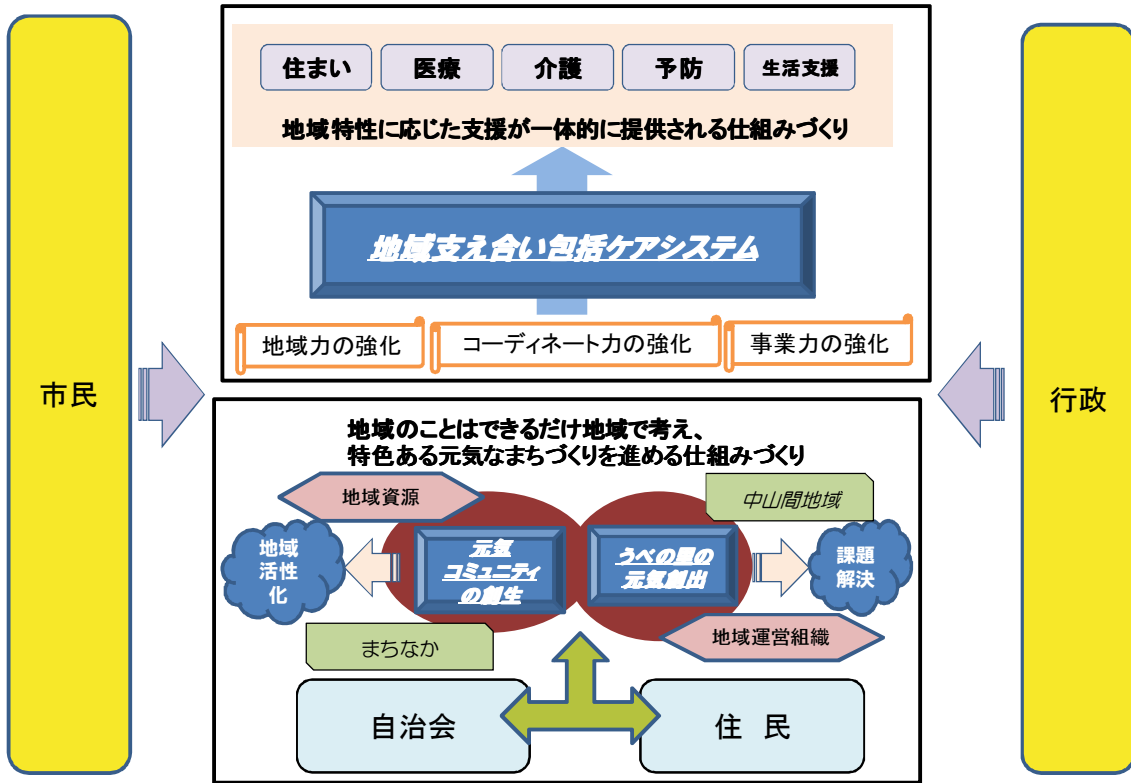 住まい
医療
介護
予防
生活支援
地域特性に応じた支援が一体的に提供される仕組みづくり
地域支え合い包括ケアシステム
地域力の強化
コーディネート力の強化
事業力の強化
市民
行政
地域のことはできるだけ地域で考え、
特色ある元気なまちづくりを進める仕組みづくり
地域資源
中山間地域
地域
活性
化
元気
コミュニティ
の創生
うべの里の
元気創出
課題
解決
まちなか
地域運営組織
自治会
住 民